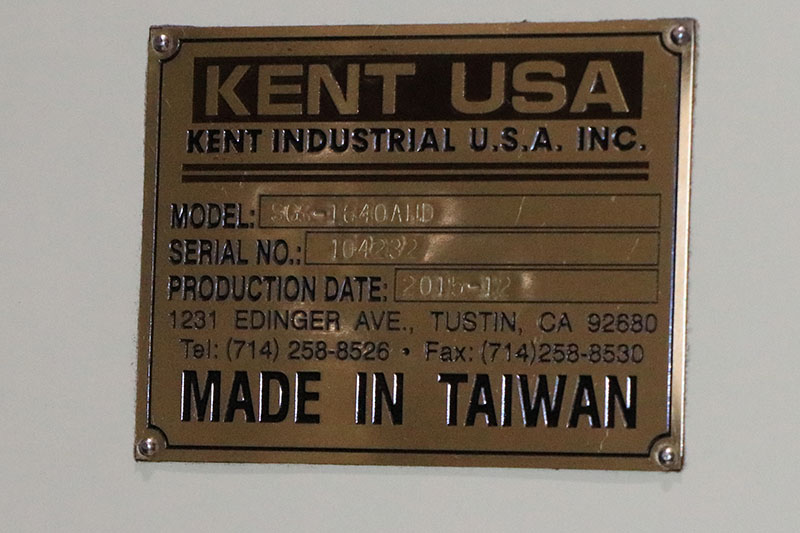 KENT USA
KENT INDUSTRIAL U.S.A. INC.
MODEL: SGS-1640AHD
SERIAL NO.: 104232
PRODUCTION DATE: 2015-12
1231 EDINGER AVE., TUSTIN, CA 92680
Tel: (714) 258-8526 • Fax: (714)258-8530
MADE IN TAIWAN